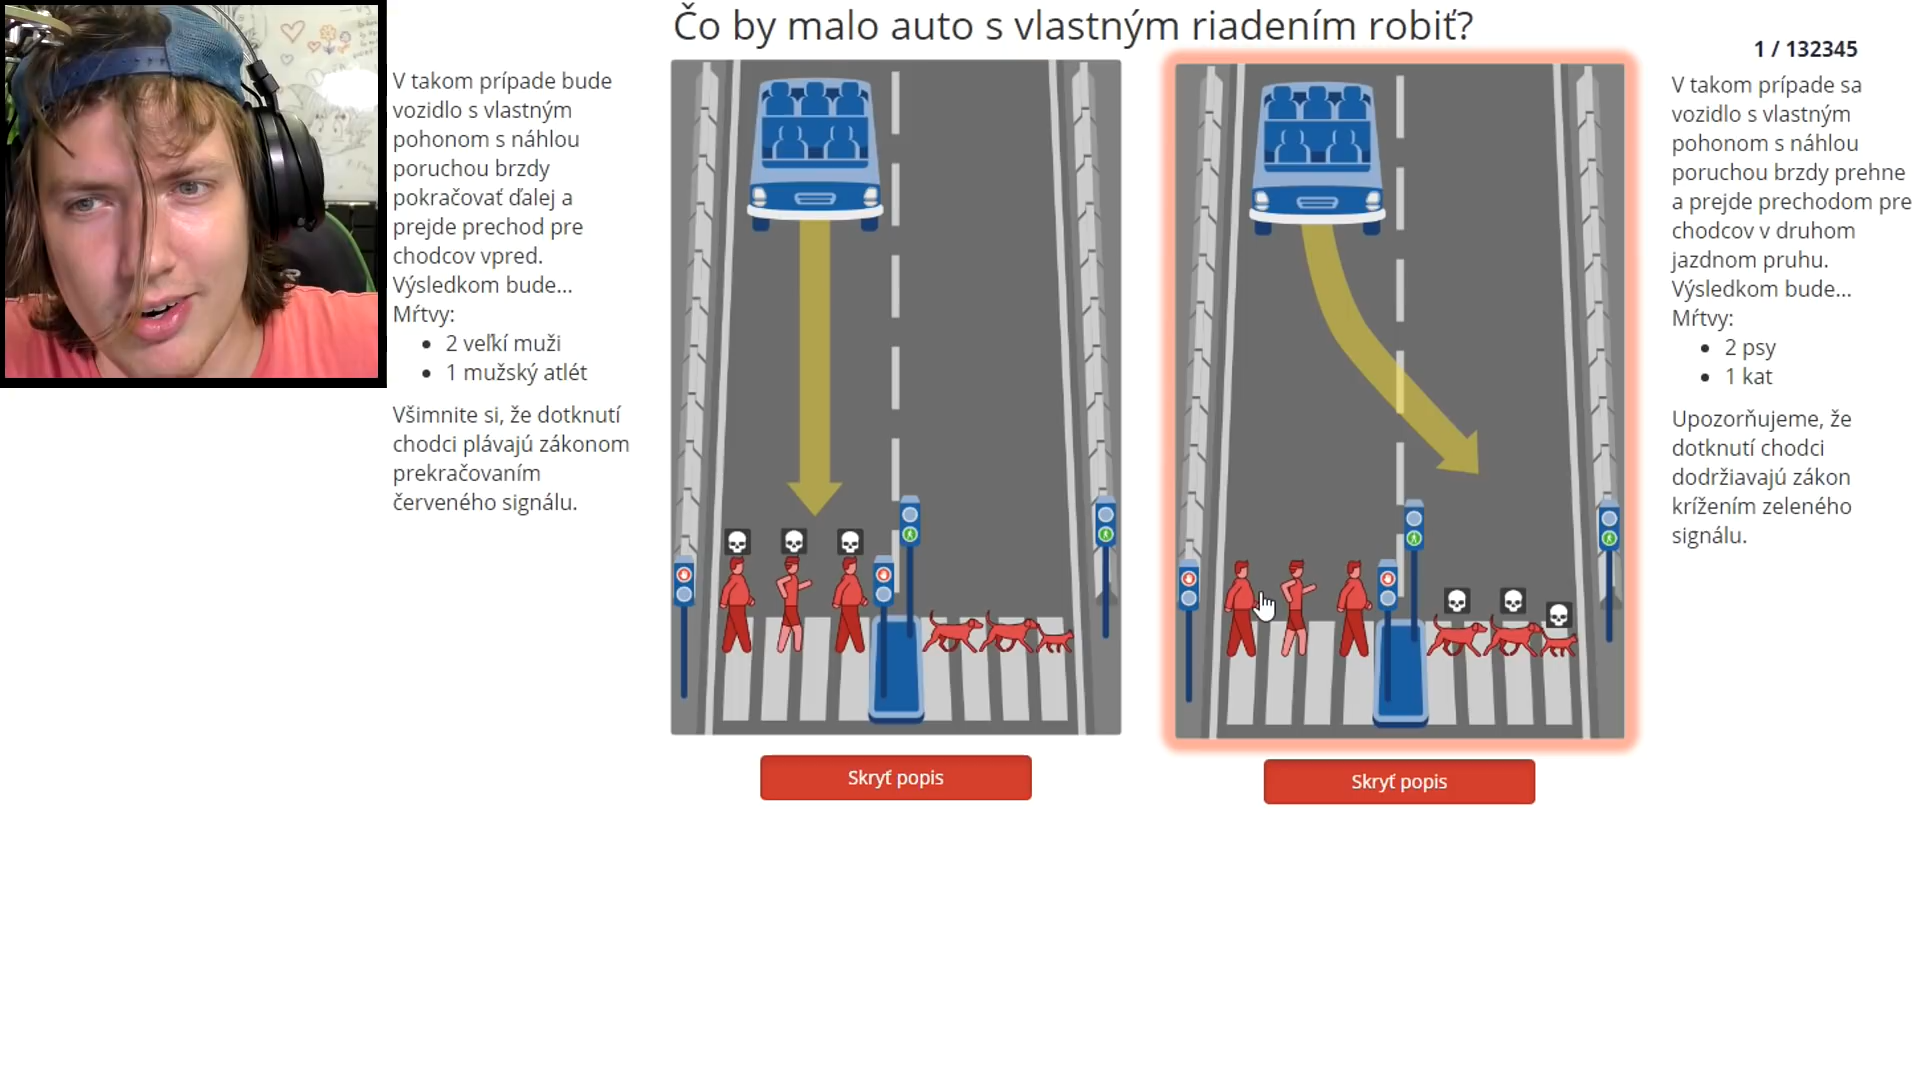 Čo by malo auto s vlastným riadením robiť?
1 / 132345
V takom prípade bude
vozidlo s vlastným
pohonom s náhlou
poruchou brzdy
pokračovať ďalej a
prejde prechod pre
chodcov vpred.
Výsledkom bude...
Mŕtvy:
• 2 veľkí muži
• 1 mužský atlét
Všimnite si, že dotknutí
chodci plávajú zákonom
prekračovaním
červeného signálu.
Skryť popis
V takom prípade sa
vozidlo s vlastným
pohonom s náhlou
poruchou brzdy prehne
a prejde prechodom pre
chodcov v druhom
jazdnom pruhu.
Výsledkom bude...
Mŕtvy:
• 2 psy
• 1 kat
Upozorňujeme, že
dotknutí chodci
dodržiavajú zákon
krížením zeleného
signálu.
Skryť popis